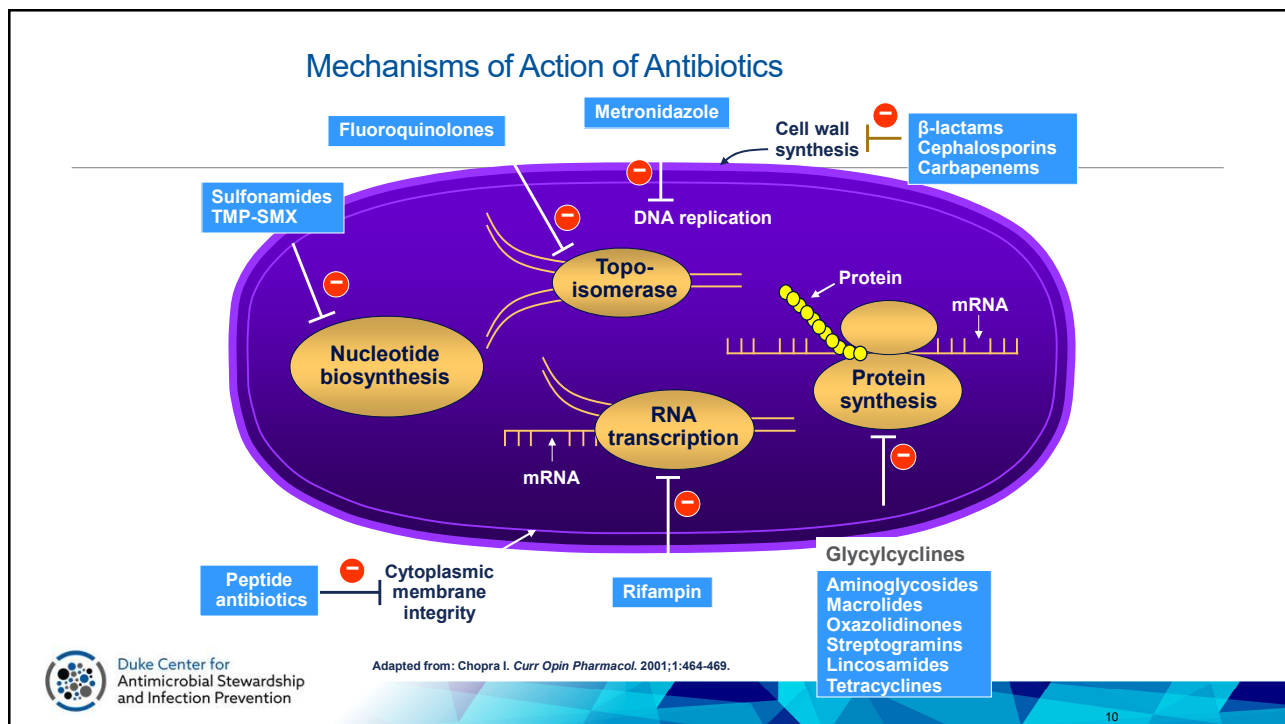 Mechanisms of Action of Antibiotics
Metronidazole
Fluoroquinolones
Cell wall
synthesis
β-lactams
Cephalosporins
Carbapenems
Sulfonamides
TMP-SMX
DNA replication
Topo-
isomerase
Protein
mRNA
Nucleotide
biosynthesis
Protein
synthesis
RNA
transcription
mRNA
Glycylcyclines
Peptide
antibiotics
Cytoplasmic
membrane
integrity
Rifampin
Aminoglycosides
Macrolides
Oxazolidinones
Streptogramins
Lincosamides
Tetracyclines
Duke Center for
Antimicrobial Stewardship
and Infection Prevention
Adapted from: Chopra I. Curr Opin Pharmacol. 2001;1:464-469.
10